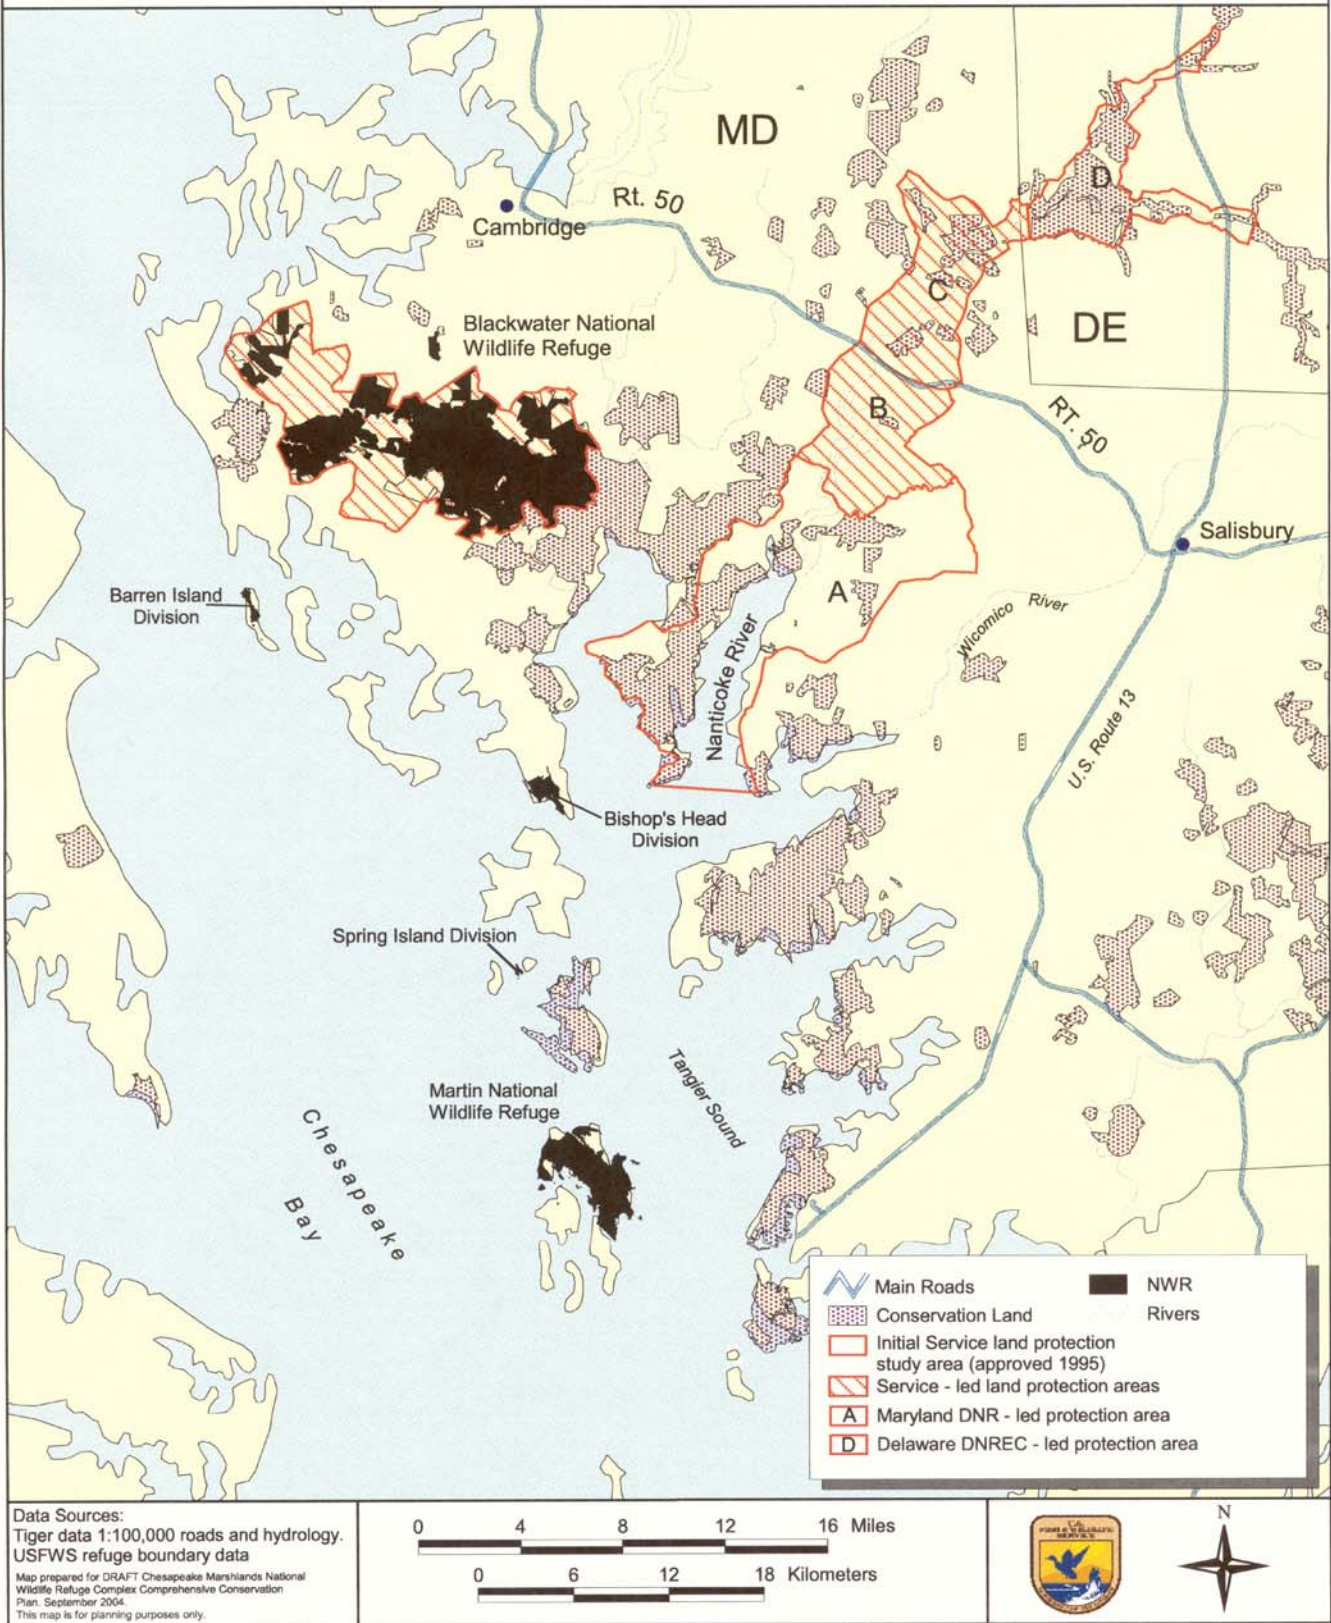 MD
Rt. 50
Cambridge
D
C
DE
Blackwater National
Wildlife Refuge
B
RT. 50
Salisbury
Barren Island
Division
A
Wicomico River
Nanticoke River
U.S. Route 13
Bishop's Head
Division
Spring Island Division
Tangier Sound
Martin National
Wildlife Refuge
Chesapeake
Bay
Main Roads
NWR
Conservation Land
Rivers
Initial Service land protection
study area (approved 1995)
Service - led land protection areas
A Maryland DNR - led protection area
D Delaware DNREC - led protection area
Data Sources:
Tiger data 1:100,000 roads and hydrology.
USFWS refuge boundary data
Map prepared for DRAFT Chesapeake Marshlands National
Wildlife Refuge Complex Comprehensive Conservation
Plan. September 2004.
This map is for planning purposes only.
0 4 8 12 16 Miles
0 6 12 18 Kilometers
U.S.
FISH & WILDLIFE
SERVICE
N